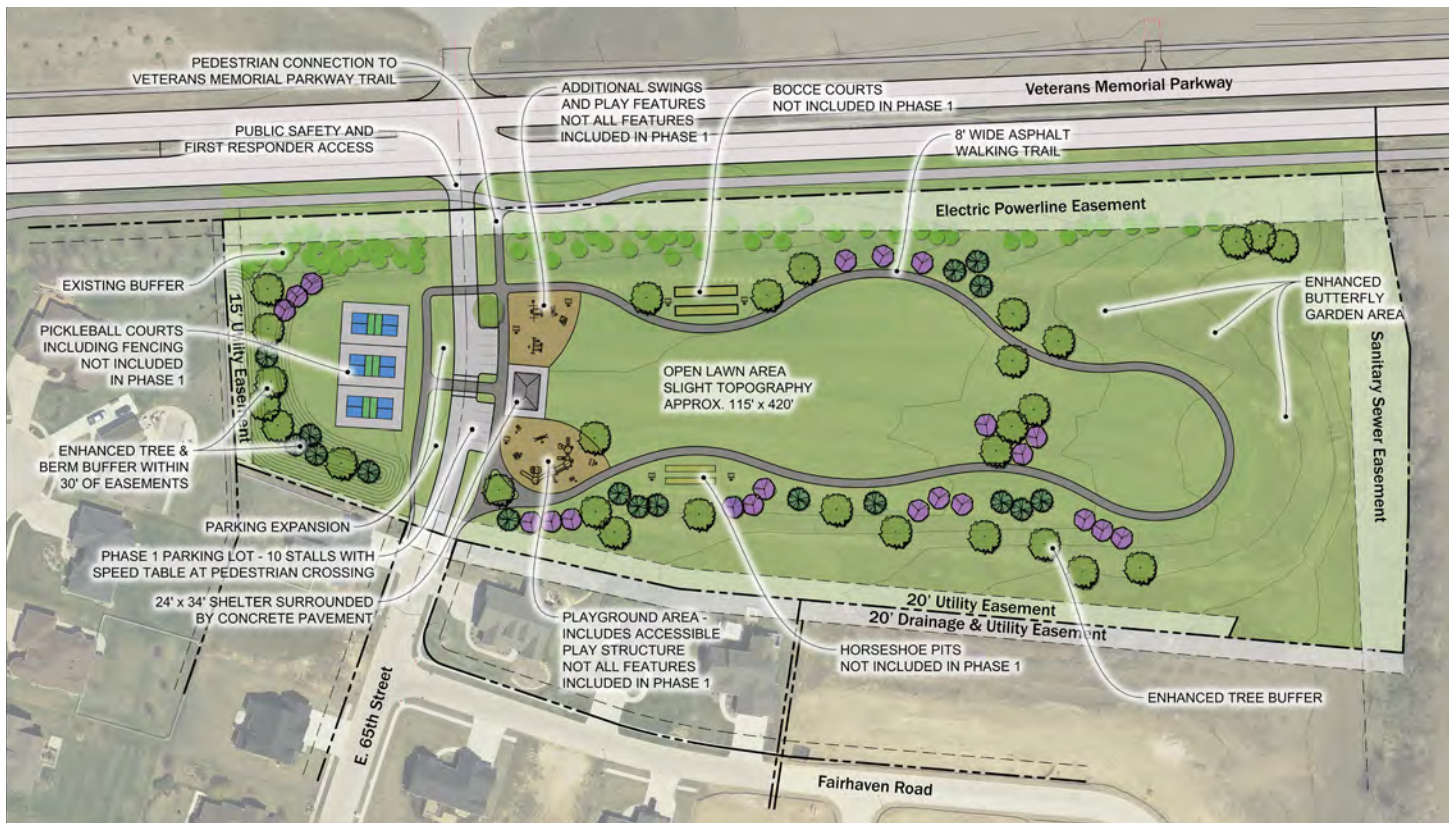 PEDESTRIAN CONNECTION TO
VETERANS MEMORIAL PARKWAY TRAIL
PUBLIC SAFETY AND
FIRST RESPONDER ACCESS
ADDITIONAL SWINGS
AND PLAY FEATURES
NOT ALL FEATURES
INCLUDED IN PHASE 1
BOCCE COURTS
NOT INCLUDED IN PHASE 1
8' WIDE ASPHALT
WALKING TRAIL
Veterans Memorial Parkway
Electric Powerline Easement
EXISTING BUFFER
15' Utility Easement
PICKLEBALL COURTS
INCLUDING FENCING
NOT INCLUDED
IN PHASE 1
ENHANCED
BUTTERFLY
GARDEN AREA
Sanitary Sewer Easement
OPEN LAWN AREA
SLIGHT TOPOGRAPHY
APPROX. 115' x 420'
ENHANCED TREE &
BERM BUFFER WITHIN
30' OF EASEMENTS
PARKING EXPANSION
PHASE 1 PARKING LOT - 10 STALLS WITH
SPEED TABLE AT PEDESTRIAN CROSSING
24' x 34' SHELTER SURROUNDED
BY CONCRETE PAVEMENT
PLAYGROUND AREA -
INCLUDES ACCESSIBLE
PLAY STRUCTURE
NOT ALL FEATURES
INCLUDED IN PHASE 1
HORSESHOE PITS
NOT INCLUDED IN PHASE 1
20' Utility Easement
20' Drainage & Utility Easement
ENHANCED TREE BUFFER
E. 65th Street
Fairhaven Road